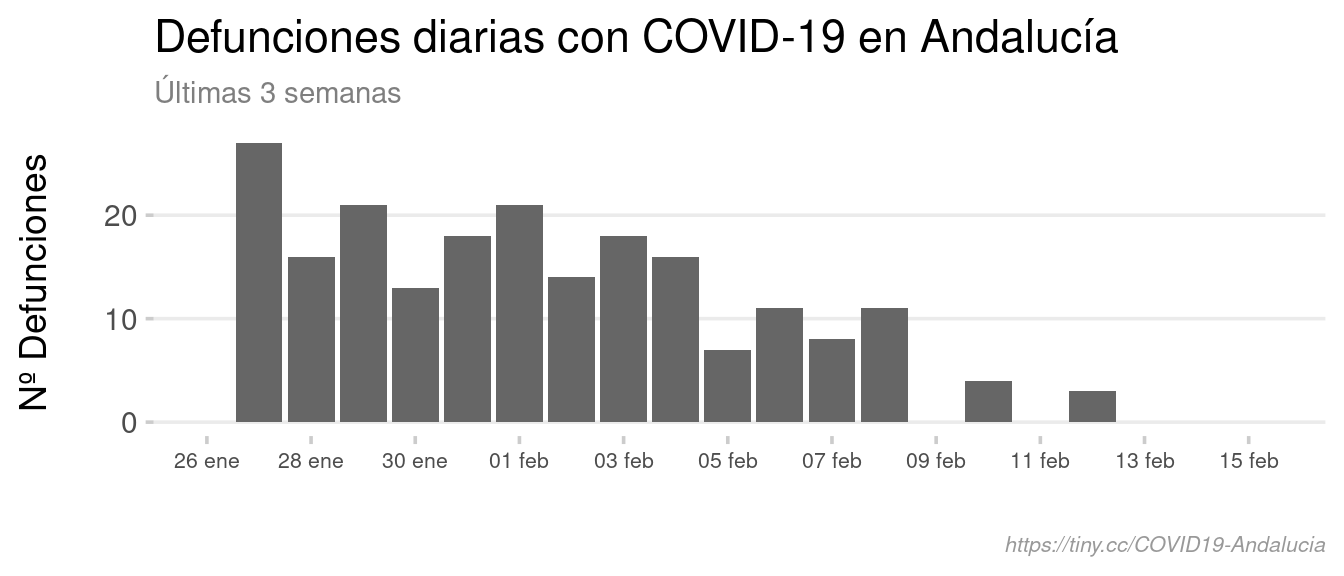 Defunciones diarias con COVID-19 en Andalucía
Últimas 3 semanas
Nº Defunciones
20
10
0
26 ene 28 ene 30 ene 01 feb 03 feb 05 feb 07 feb 09 feb 11 feb 13 feb 15 feb
https://tiny.cc/COVID19-Andalucia